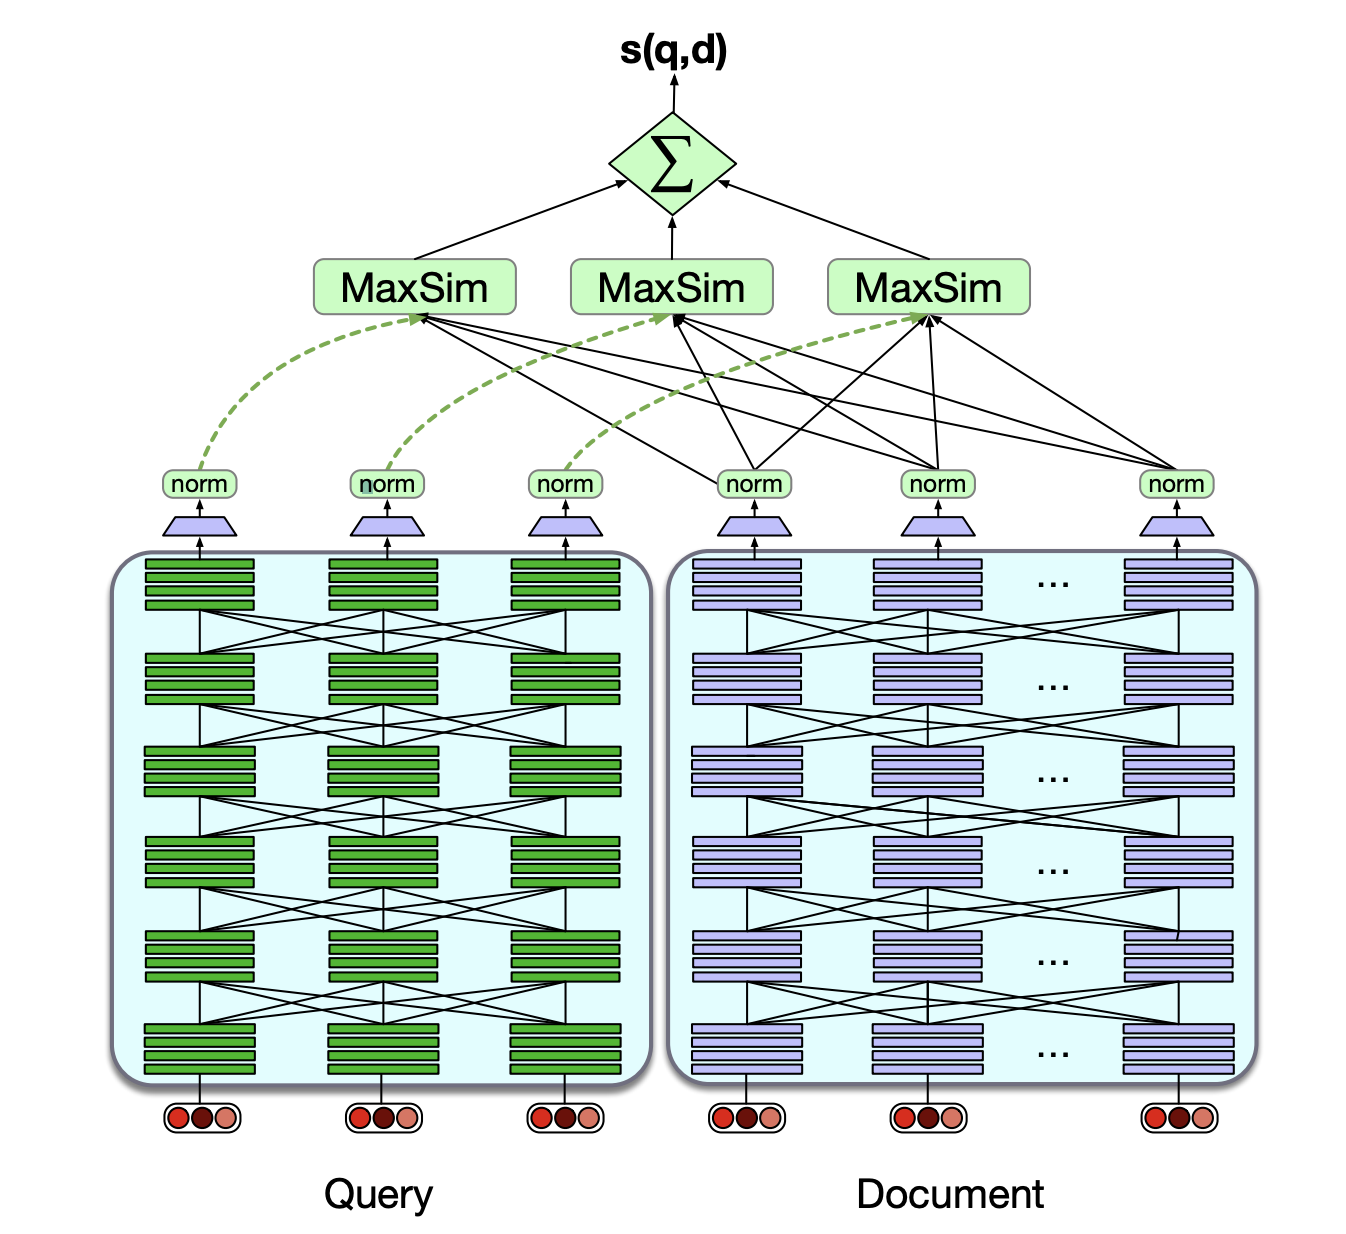 s(q,d)
∑
MaxSim MaxSim MaxSim
norm norm norm norm norm norm
...
...
...
...
...
...
Query Document